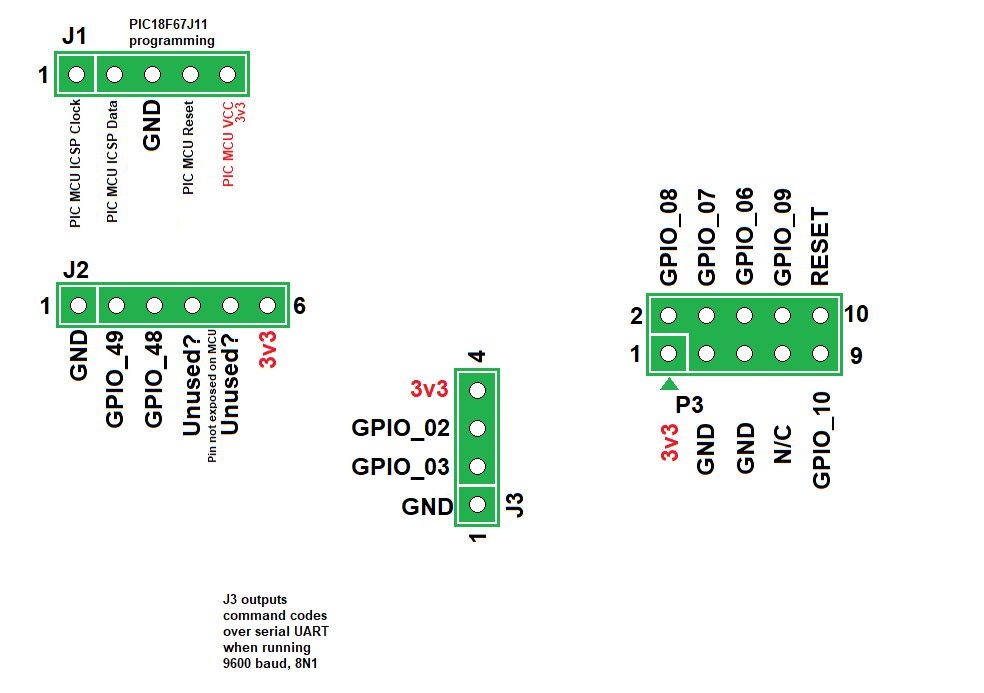 J1
PIC18F67J11
programming
1
PIC MCU ICSP Clock
PIC MCU ICSP Data
GND
PIC MCU Reset
PIC MCU VCC
3v3
J2
1
6
GND
GPIO_49
GPIO_48
Unused?
Pin not exposed on MCU
Unused?
3v3
4
3v3
GPIO_02
GPIO_03
GND
J3
1
GPIO_08
GPIO_07
GPIO_06
GPIO_09
RESET
2
10
1
9
P3
3v3
GND
GND
N/C
GPIO_10
J3 outputs
command codes
over serial UART
when running
9600 baud, 8N1